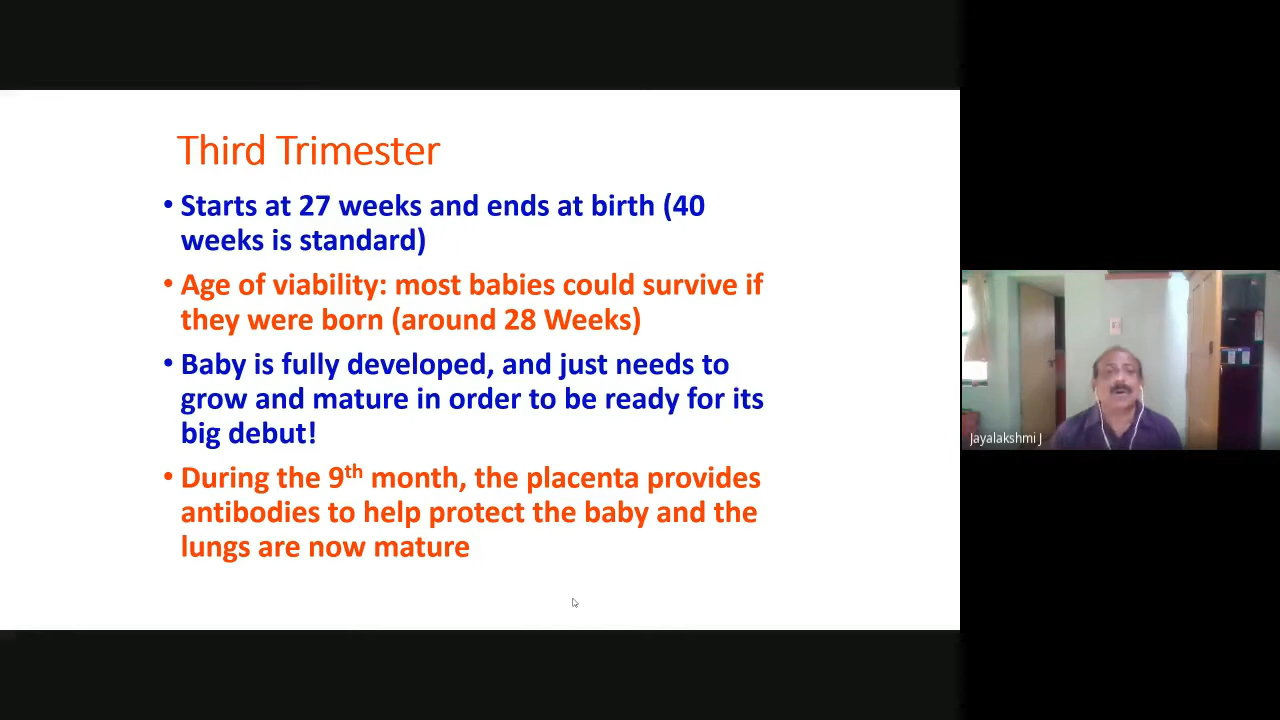 Third Trimester
• Starts at 27 weeks and ends at birth (40
weeks is standard)
• Age of viability: most babies could survive if
they were born (around 28 Weeks)
• Baby is fully developed, and just needs to
grow and mature in order to be ready for its
big debut!
• During the 9th month, the placenta provides
antibodies to help protect the baby and the
lungs are now mature
Jayalakshmi J